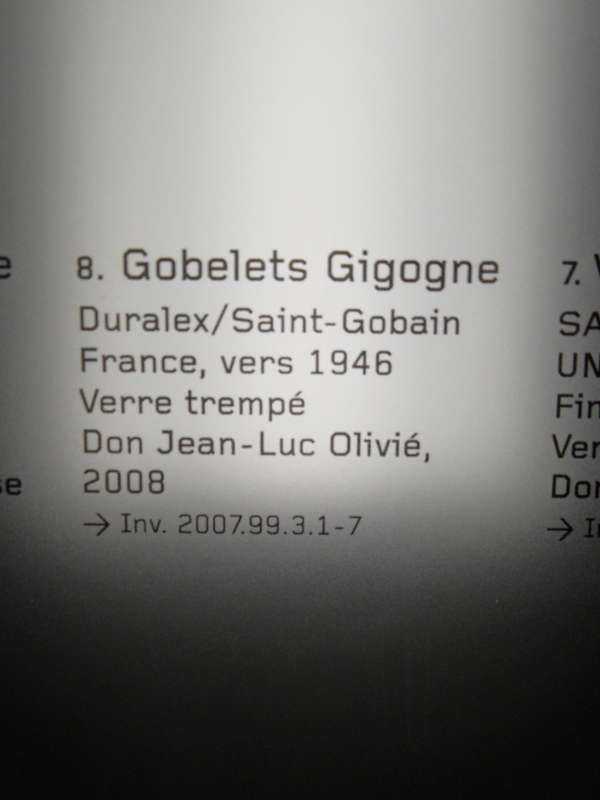 8. Gobelets Gigogne
Duralex/Saint-Gobain
France, vers 1946
Verre trempé
Don Jean-Luc Olivié,
2008
→ Inv. 2007.99.3.1-7
7.